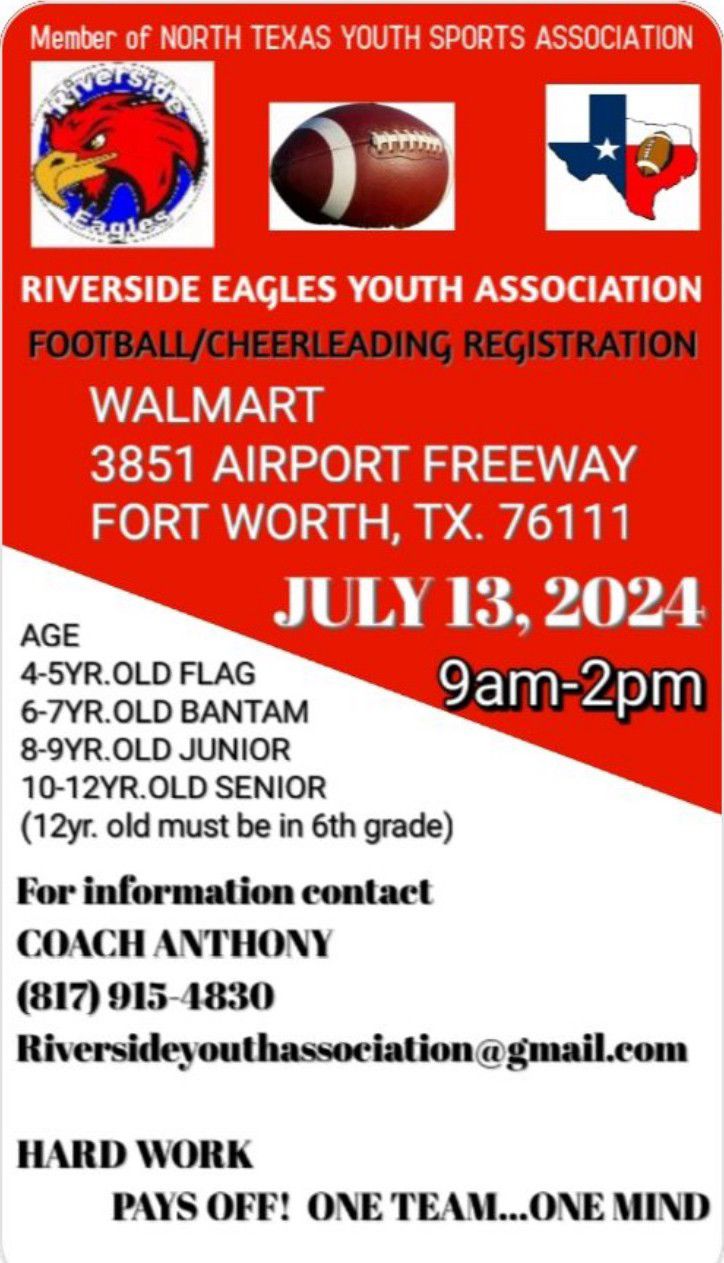 Member of NORTH TEXAS YOUTH SPORTS ASSOCIATION
Riverside
Eagles
RIVERSIDE EAGLES YOUTH ASSOCIATION
FOOTBALL/CHEERLEADING REGISTRATION
WALMART
3851 AIRPORT FREEWAY
FORT WORTH, TX. 76111
JULY 13, 2024
9am-2pm
AGE
4-5YR.OLD FLAG
6-7YR.OLD BANTAM
8-9YR.OLD JUNIOR
10-12YR.OLD SENIOR
(12yr. old must be in 6th grade)
For information contact
COACH ANTHONY
(817) 915-4830
Riversideyouthassociation@gmail.com
HARD WORK
PAYS OFF! ONE TEAM...ONE MIND